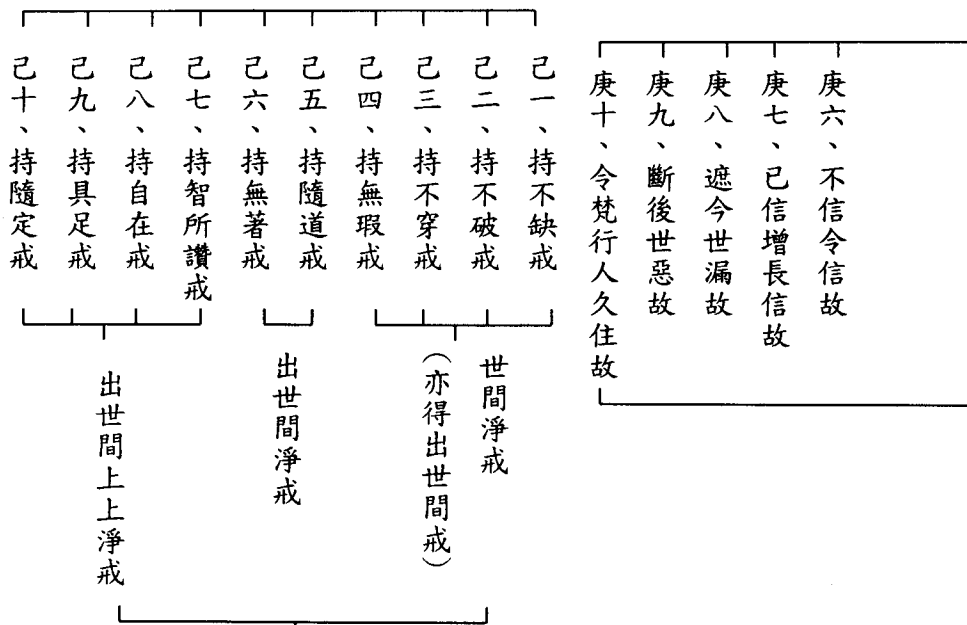 庚六、不信令信故
庚七、已信增長信故
庚八、遮今世漏故
庚九、斷後世惡故
庚十、令梵行人久住故
己一、持不缺戒
己二、持不破戒
己三、持不穿戒
己四、持無瑕戒
己五、持隨道戒
己六、持無著戒
己七、持智所讚戒
己八、持自在戒
己九、持具足戒
己十、持隨定戒
世間淨戒
（亦得出世間戒）
出世間淨戒
出世間上上淨戒